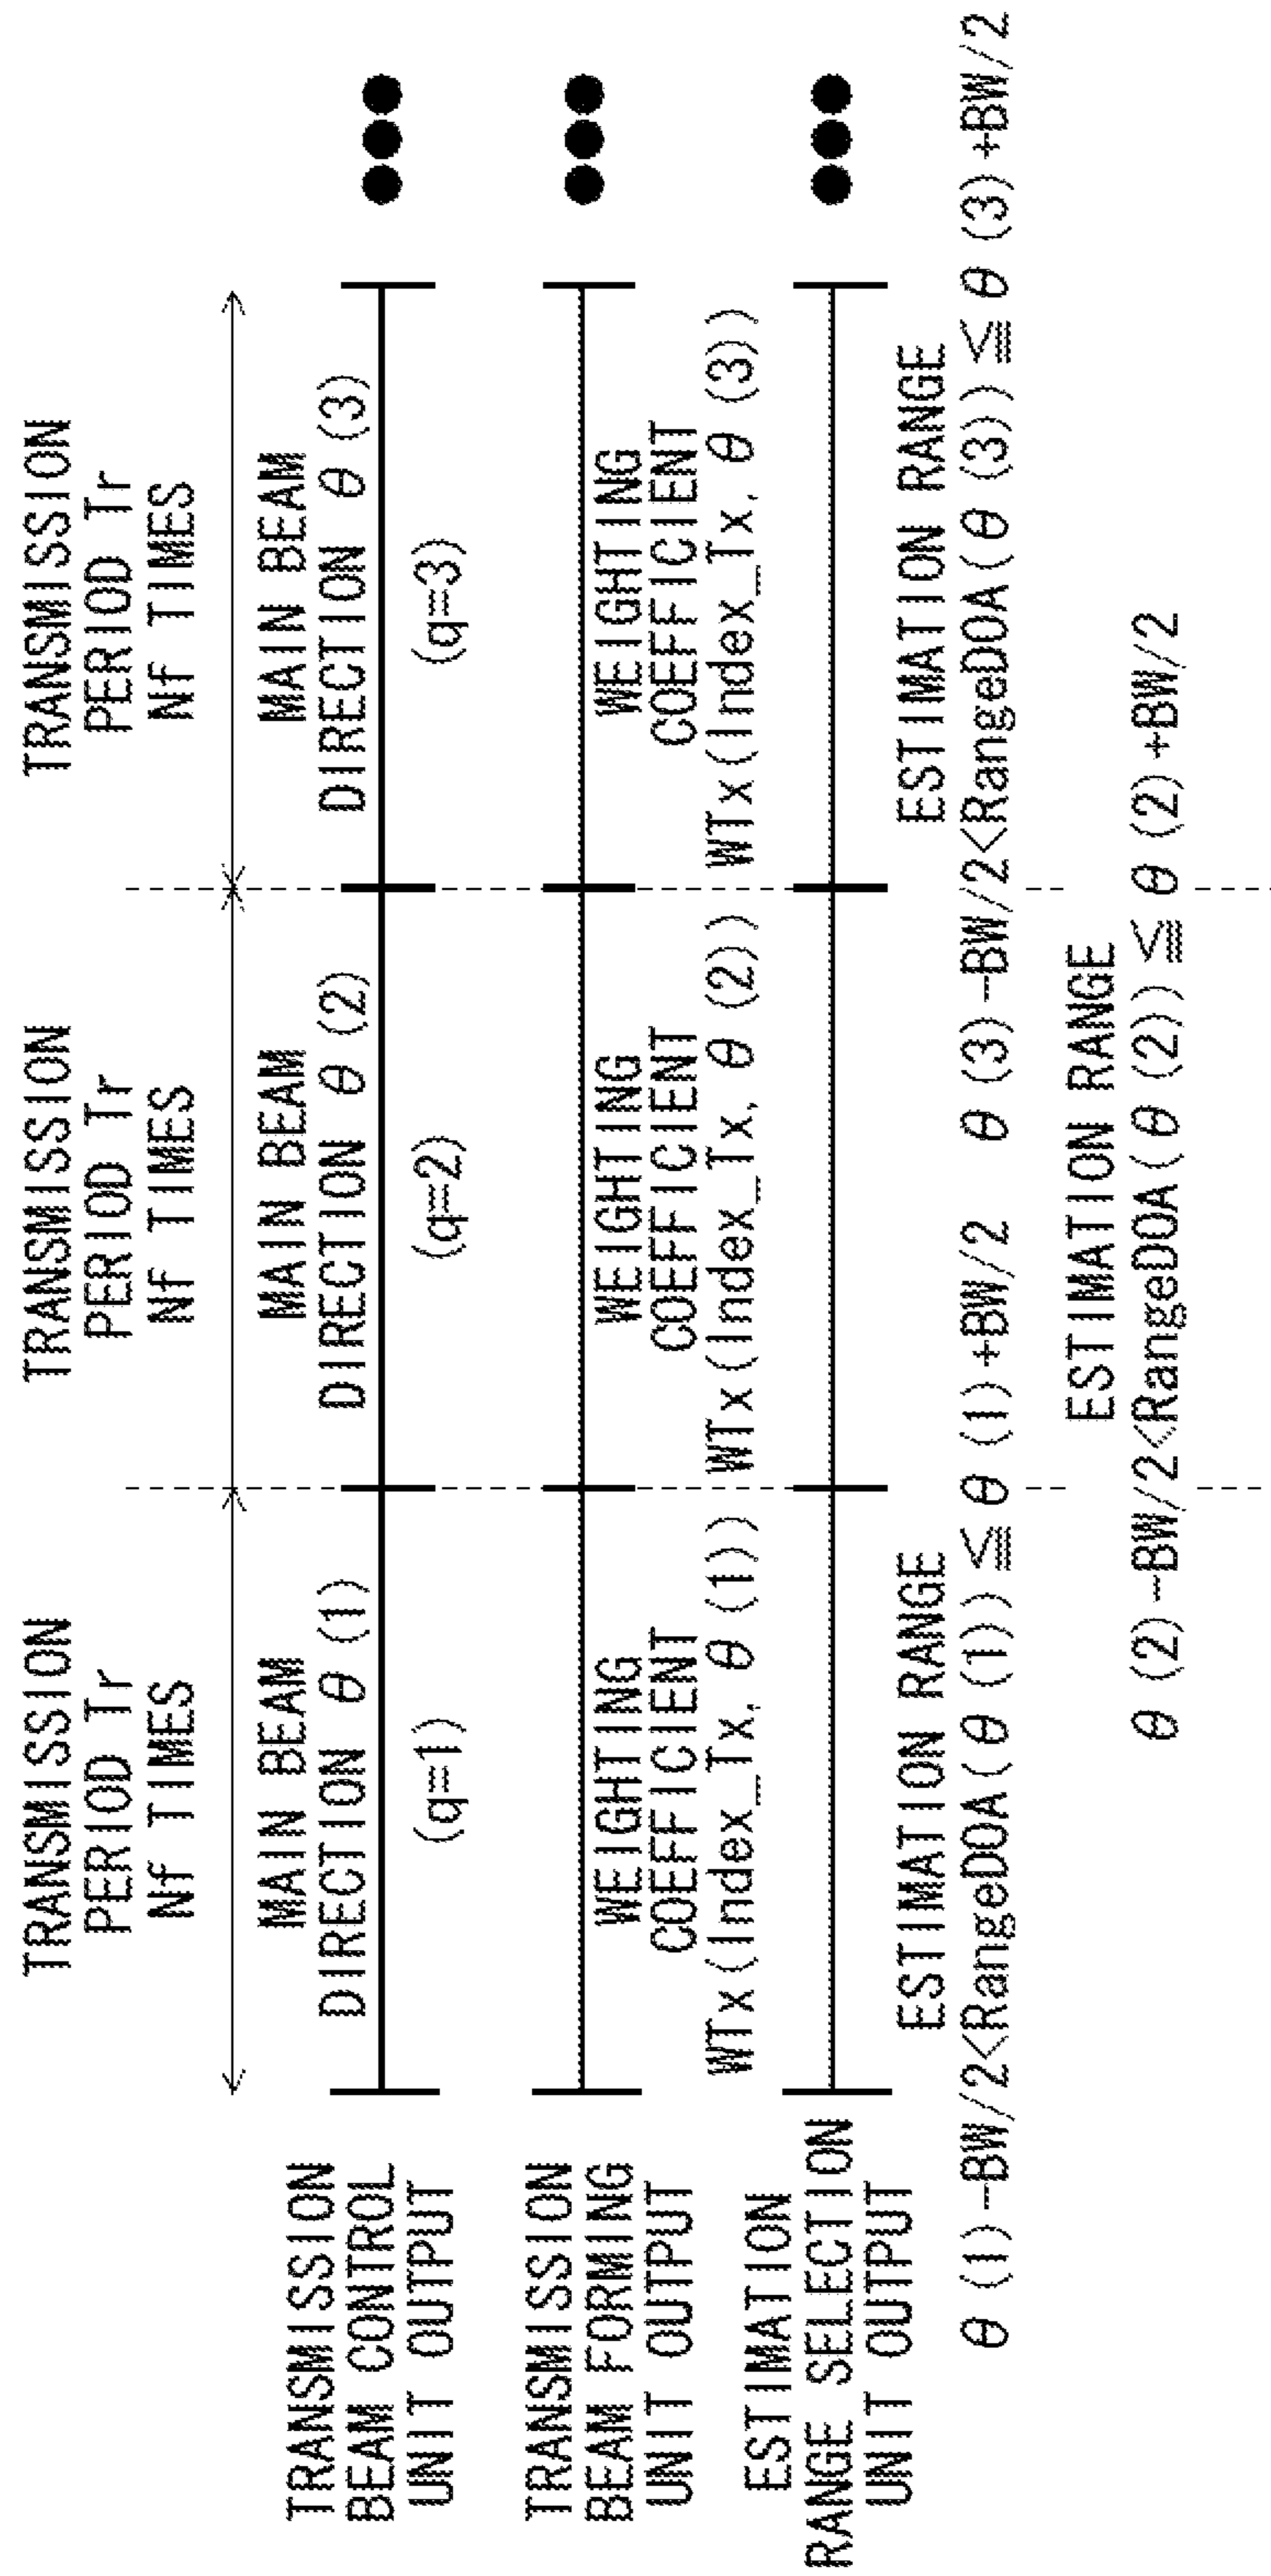 TRANSMISSION
PERIOD Tr
Nf TIMES
TRANSMISSION
PERIOD Tr
Nf TIMES
TRANSMISSION
PERIOD Tr
Nf TIMES
TRANSMISSION
BEAM CONTROL
UNIT OUTPUT
MAIN BEAM
DIRECTION θ (1)
(q=1)
MAIN BEAM
DIRECTION θ (2)
(q=2)
MAIN BEAM
DIRECTION θ (3)
(q=3)
TRANSMISSION
BEAM FORMING
UNIT OUTPUT
WEIGHTING
COEFFICIENT
WTx(Index_Tx, θ (1))
WEIGHTING
COEFFICIENT
WTx(Index_Tx, θ (2))
WEIGHTING
COEFFICIENT
WTx(Index_Tx, θ (3))
ESTIMATION
RANGE SELECTION
UNIT OUTPUT
ESTIMATION RANGE
θ (1)-BW/2<RangeDOA(θ (1))≦θ (1)+BW/2
ESTIMATION RANGE
θ (3)-BW/2<RangeDOA(θ (3))≦θ (3)+BW/2
ESTIMATION RANGE
θ (2)-BW/2<RangeDOA(θ (2))≦θ (2)+BW/2